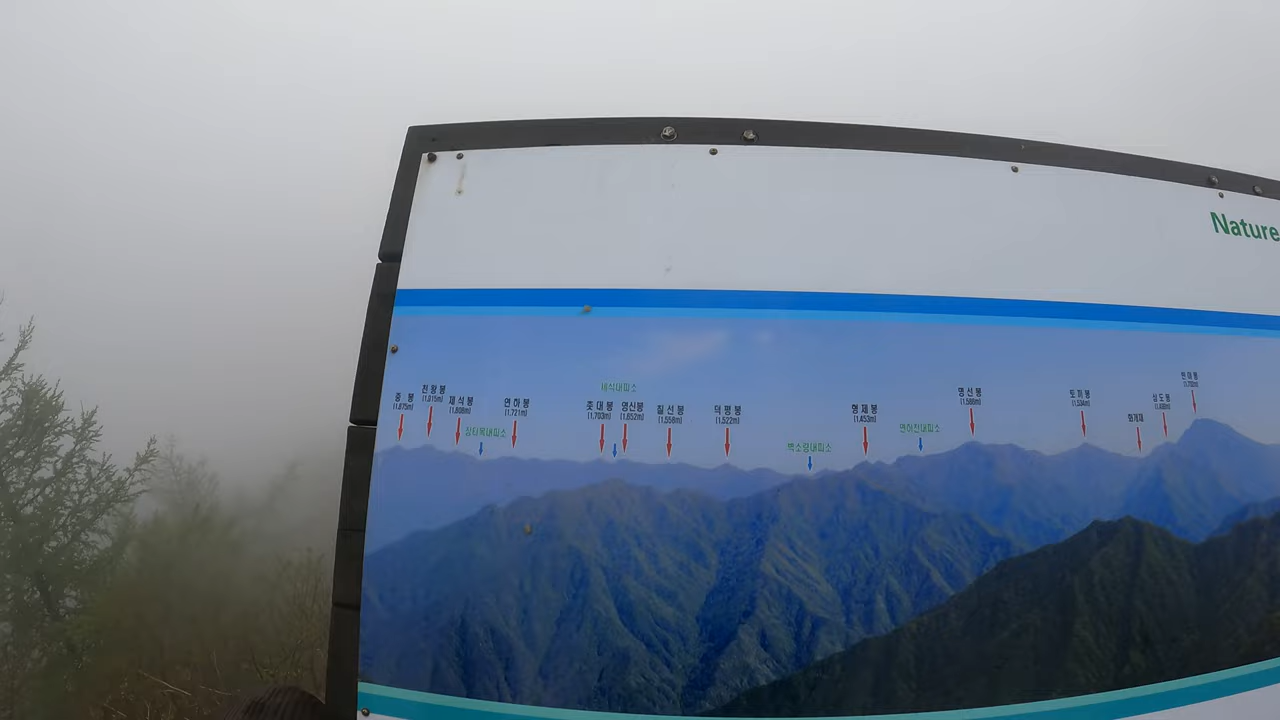 Nature
중 봉
(1,875m)
천왕봉
(1,915m)
제석봉
(1,808m)
장터목대피소
연하봉
(1,721m)
세석대피소
촛대봉
(1,703m)
영신봉
(1,652m)
칠선봉
(1,558m)
덕평봉
(1,522m)
벽소령대피소
형제봉
(1,453m)
연하천대피소
명선봉
(1,586m)
토끼봉
(1,534m)
화개재
삼도봉
반야봉